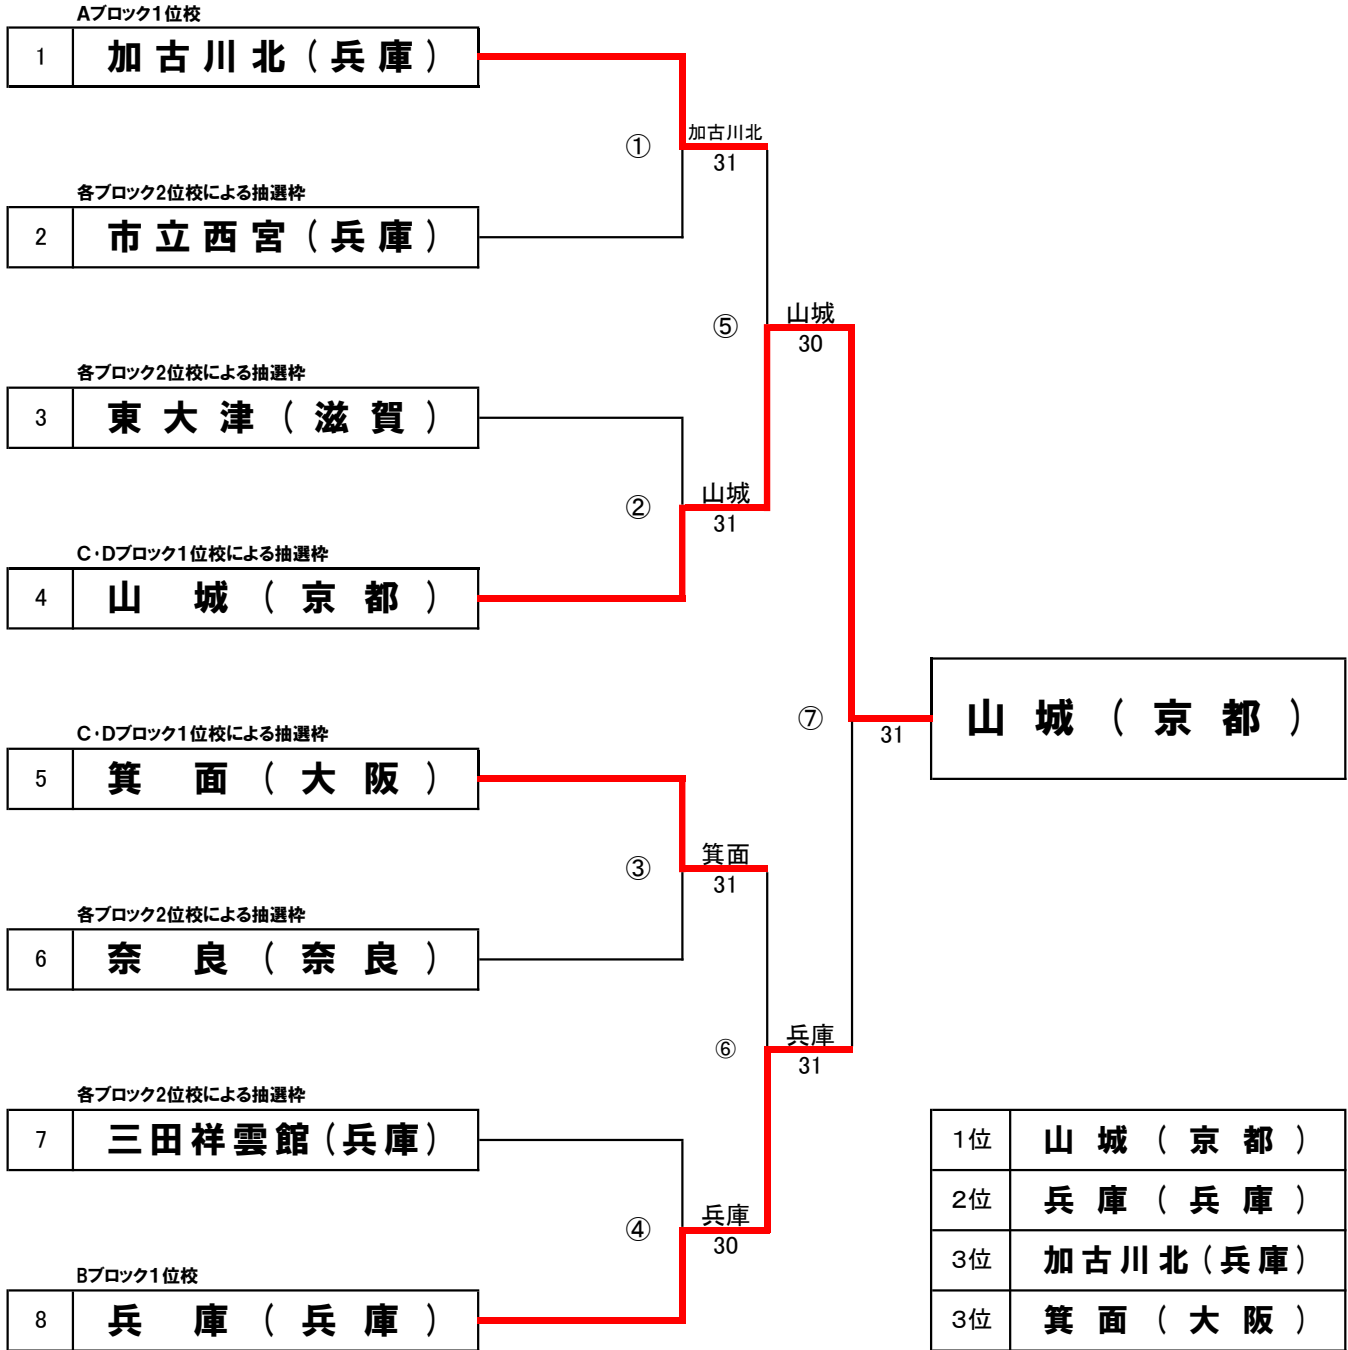 Aブロック1位校
1 加古川北(兵庫)
① 加古川北
31
各ブロック2位校による抽選枠
2 市立西宮(兵庫)
⑤ 山城
30
各ブロック2位校による抽選枠
3 東大津(滋賀)
② 山城
31
C・Dブロック1位校による抽選枠
4 山城(京都)
⑦ 31 山城(京都)
C・Dブロック1位校による抽選枠
5 箕面(大阪)
③ 箕面
31
各ブロック2位校による抽選枠
6 奈良(奈良)
⑥ 兵庫
31
各ブロック2位校による抽選枠
7 三田祥雲館(兵庫)
④ 兵庫
30
Bブロック1位校
8 兵庫(兵庫)
1位 山城(京都)
2位 兵庫(兵庫)
3位 加古川北(兵庫)
3位 箕面(大阪)